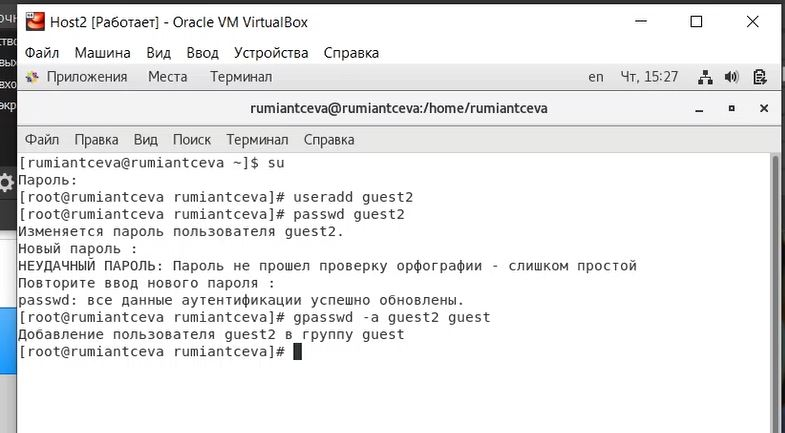 Host2 [Работает] - Oracle VM VirtualBox
Файл Машина Вид Ввод Устройства Справка
Приложения Места Терминал en Чт, 15:27
rumiantceva@rumiantceva:/home/rumiantceva
Файл Правка Вид Поиск Терминал Справка
[rumiantceva@rumiantceva ~]$ su
Пароль:
[root@rumiantceva rumiantceva]# useradd guest2
[root@rumiantceva rumiantceva]# passwd guest2
Изменяется пароль пользователя guest2.
Новый пароль :
НЕУДАЧНЫЙ ПАРОЛЬ: Пароль не прошел проверку орфографии - слишком простой
Повторите ввод нового пароля :
passwd: все данные аутентификации успешно обновлены.
[root@rumiantceva rumiantceva]# gpasswd -a guest2 guest
Добавление пользователя guest2 в группу guest
[root@rumiantceva rumiantceva]#